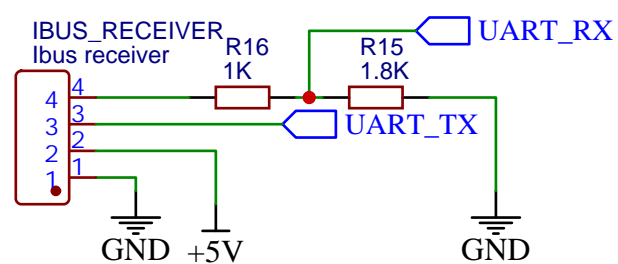 IBUS_RECEIVER
Ibus receiver
R16
1K
R15
1.8K
UART_RX
UART_TX
4 4
3 3
2 2
1 1
GND
+5V
GND